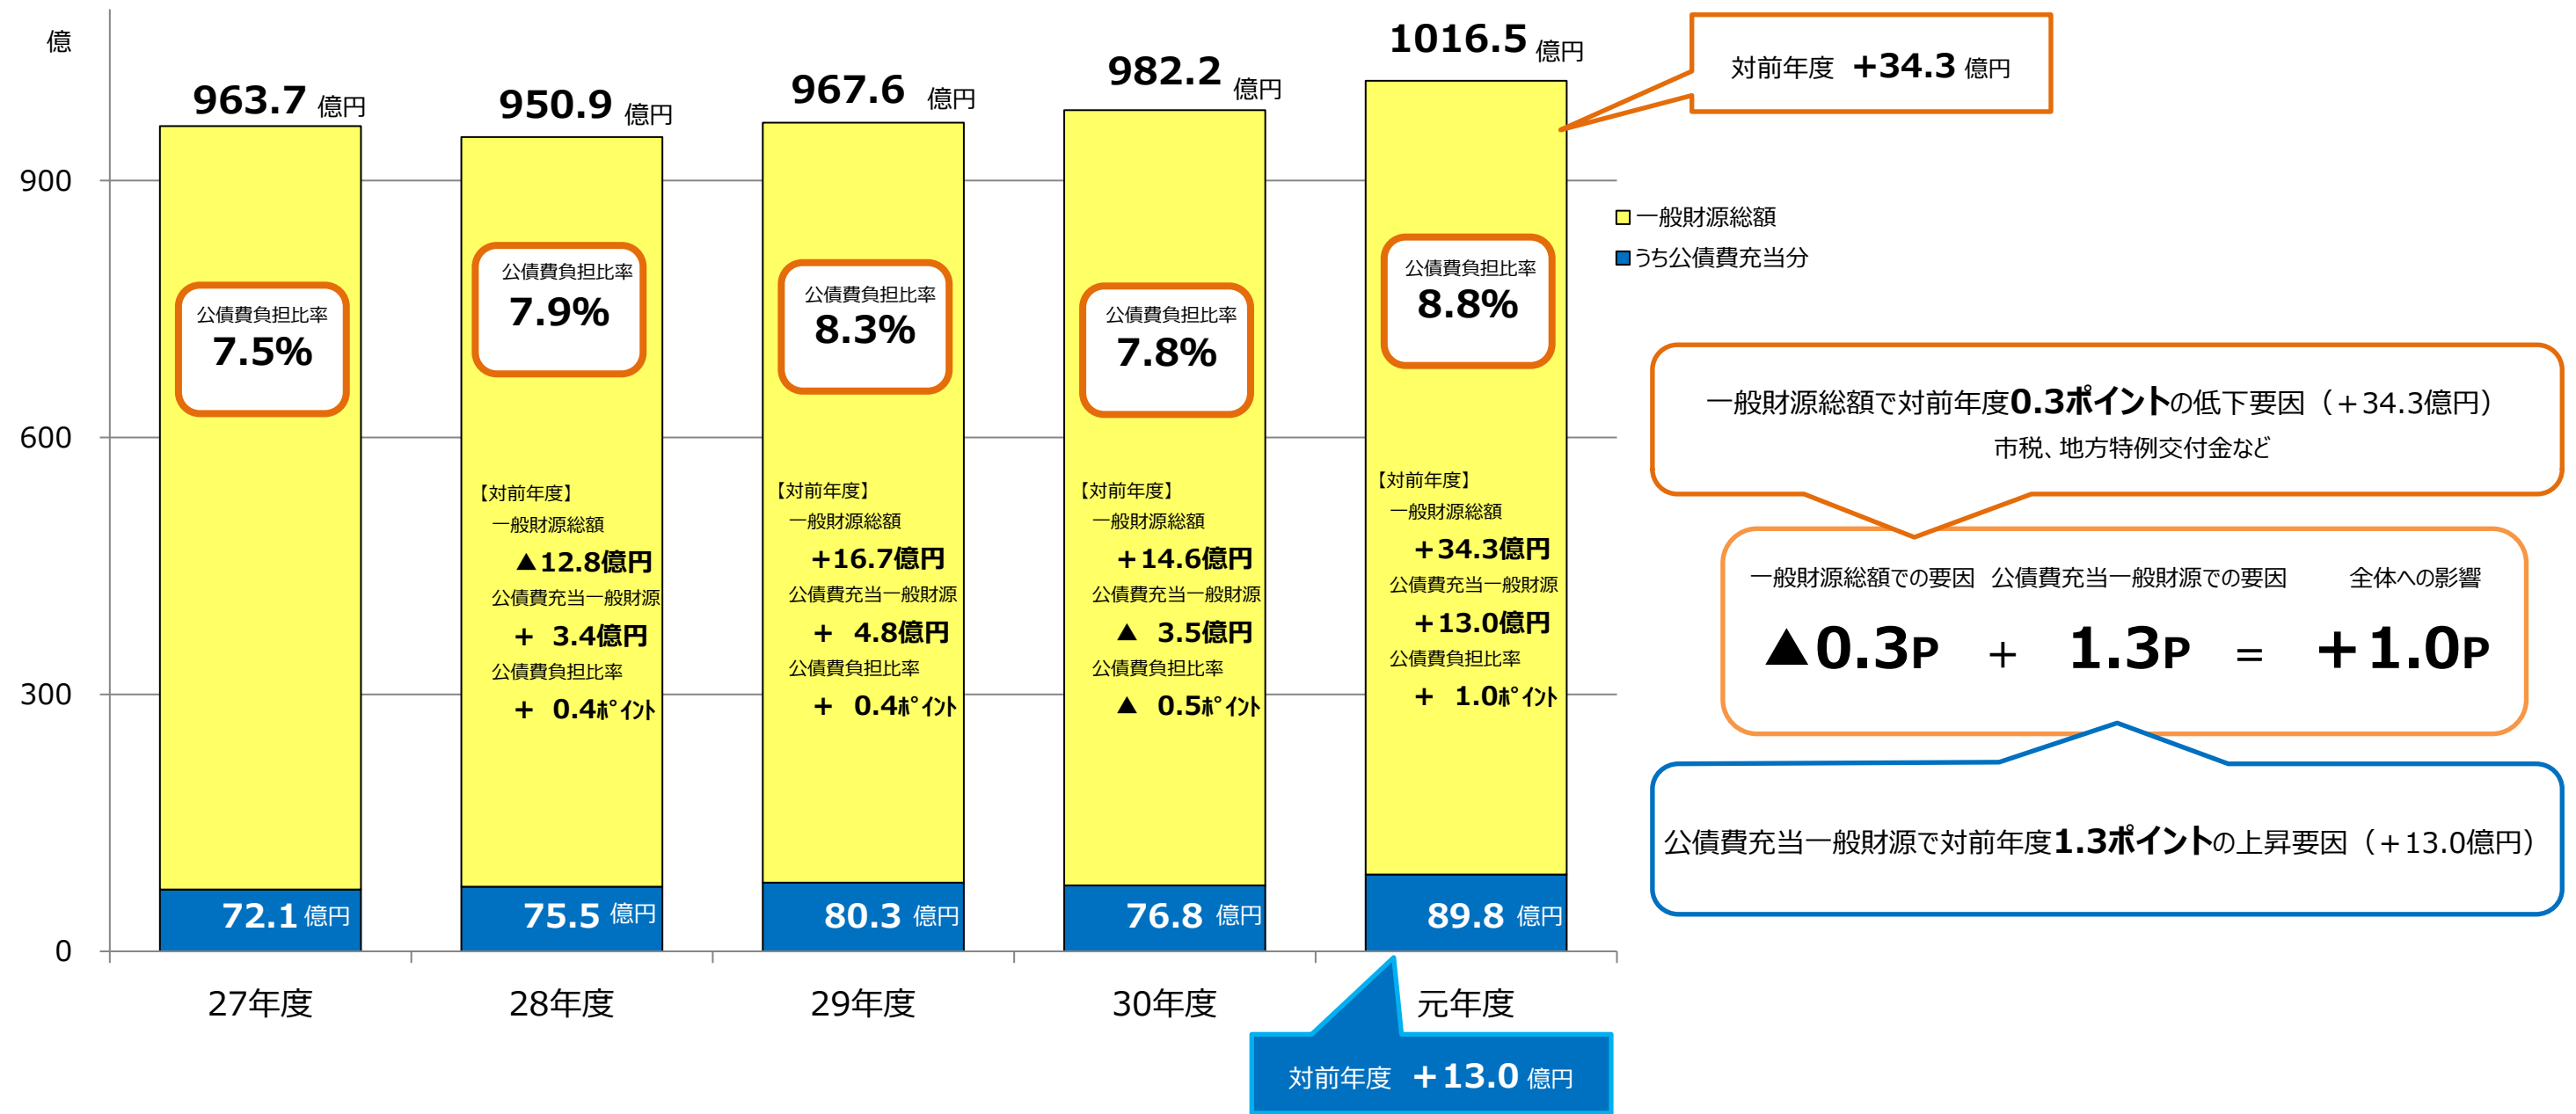 億
963.7 億円
950.9 億円
967.6 億円
982.2 億円
1016.5 億円
対前年度 +34.3 億円
900
600
300
0
一般財源総額
うち公債費充当分
公債費負担比率
7.5%
公債費負担比率
7.9%
公債費負担比率
8.3%
公債費負担比率
7.8%
公債費負担比率
8.8%
【対前年度】
一般財源総額
▲12.8億円
公債費充当一般財源
+ 3.4億円
公債費負担比率
+ 0.4ﾎﾟｲﾝﾄ
【対前年度】
一般財源総額
+16.7億円
公債費充当一般財源
+ 4.8億円
公債費負担比率
+ 0.4ﾎﾟｲﾝﾄ
【対前年度】
一般財源総額
+14.6億円
公債費充当一般財源
▲ 3.5億円
公債費負担比率
▲ 0.5ﾎﾟｲﾝﾄ
【対前年度】
一般財源総額
+34.3億円
公債費充当一般財源
+13.0億円
公債費負担比率
+ 1.0ﾎﾟｲﾝﾄ
72.1 億円
75.5 億円
80.3 億円
76.8 億円
89.8 億円
27年度
28年度
29年度
30年度
元年度
対前年度 +13.0 億円
一般財源総額で対前年度0.3ポイントの低下要因（+34.3億円）
市税、地方特例交付金など
一般財源総額での要因 公債費充当一般財源での要因 全体への影響
▲0.3P + 1.3P = +1.0P
公債費充当一般財源で対前年度1.3ポイントの上昇要因（+13.0億円）